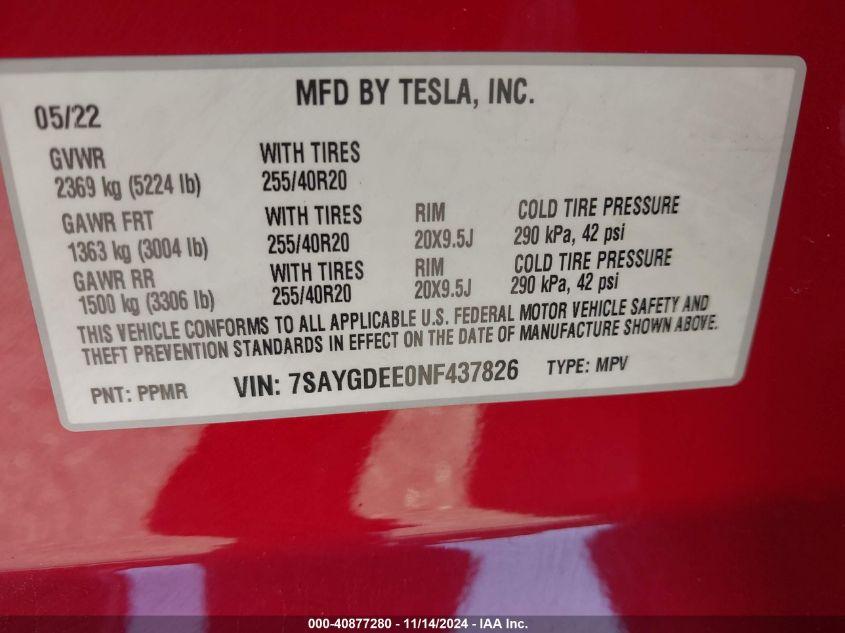 MFD BY TESLA, INC.
05/22
GVWR WITH TIRES
2369 kg (5224 lb) 255/40R20
GAWR FRT WITH TIRES RIM COLD TIRE PRESSURE
1363 kg (3004 lb) 255/40R20 20X9.5J 290 kPa, 42 psi
GAWR RR WITH TIRES RIM COLD TIRE PRESSURE
1500 kg (3306 lb) 255/40R20 20X9.5J 290 kPa, 42 psi
THIS VEHICLE CONFORMS TO ALL APPLICABLE U.S. FEDERAL MOTOR VEHICLE SAFETY AND
THEFT PREVENTION STANDARDS IN EFFECT ON THE DATE OF MANUFACTURE SHOWN ABOVE.
PNT: PPMR VIN: 7SAYGDEE0NF437826 TYPE: MPV
000-40877280 - 11/14/2024 - IAA Inc.